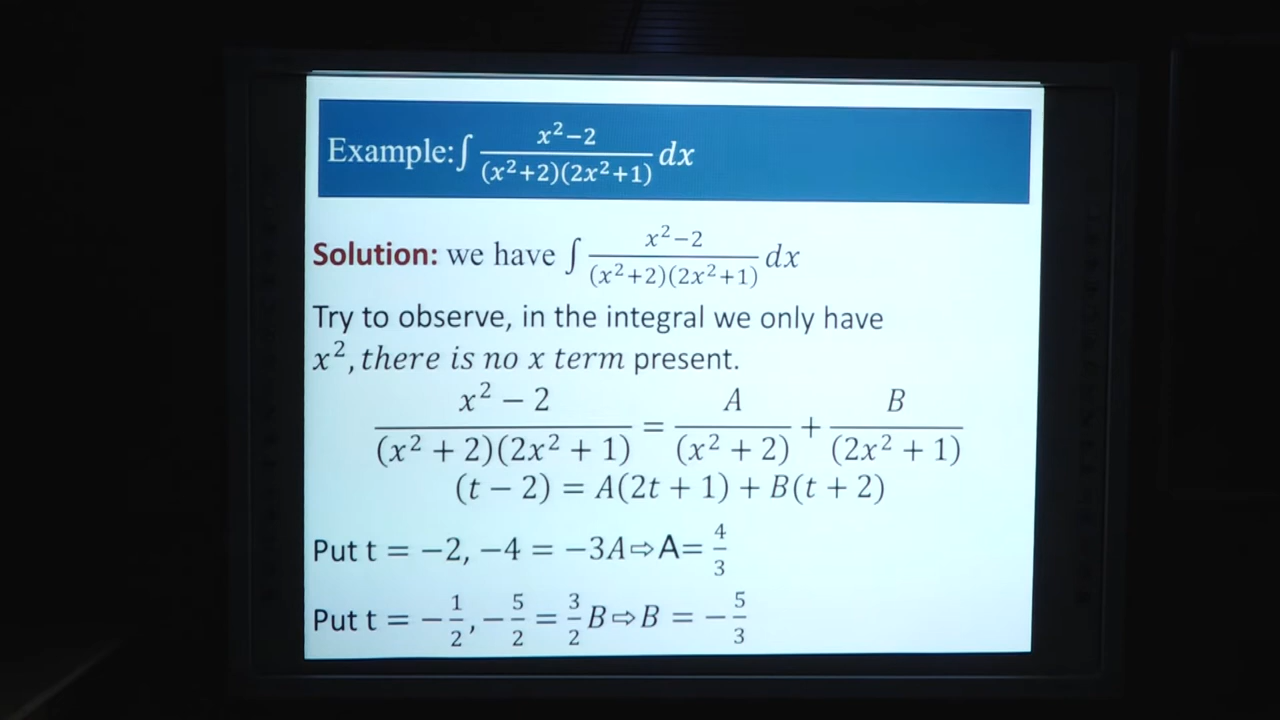 Example: ∫ x²−2 / (x²+2)(2x²+1) dx
Solution: we have ∫ x²−2 / (x²+2)(2x²+1) dx
Try to observe, in the integral we only have
x², there is no x term present.
x² − 2 / (x² + 2)(2x² + 1) = A / (x² + 2) + B / (2x² + 1)
(t − 2) = A(2t + 1) + B(t + 2)
Put t = −2, −4 = −3A⇨A= 4/3
Put t = − 1/2, − 5/2 = 3/2 B⇨B = − 5/3